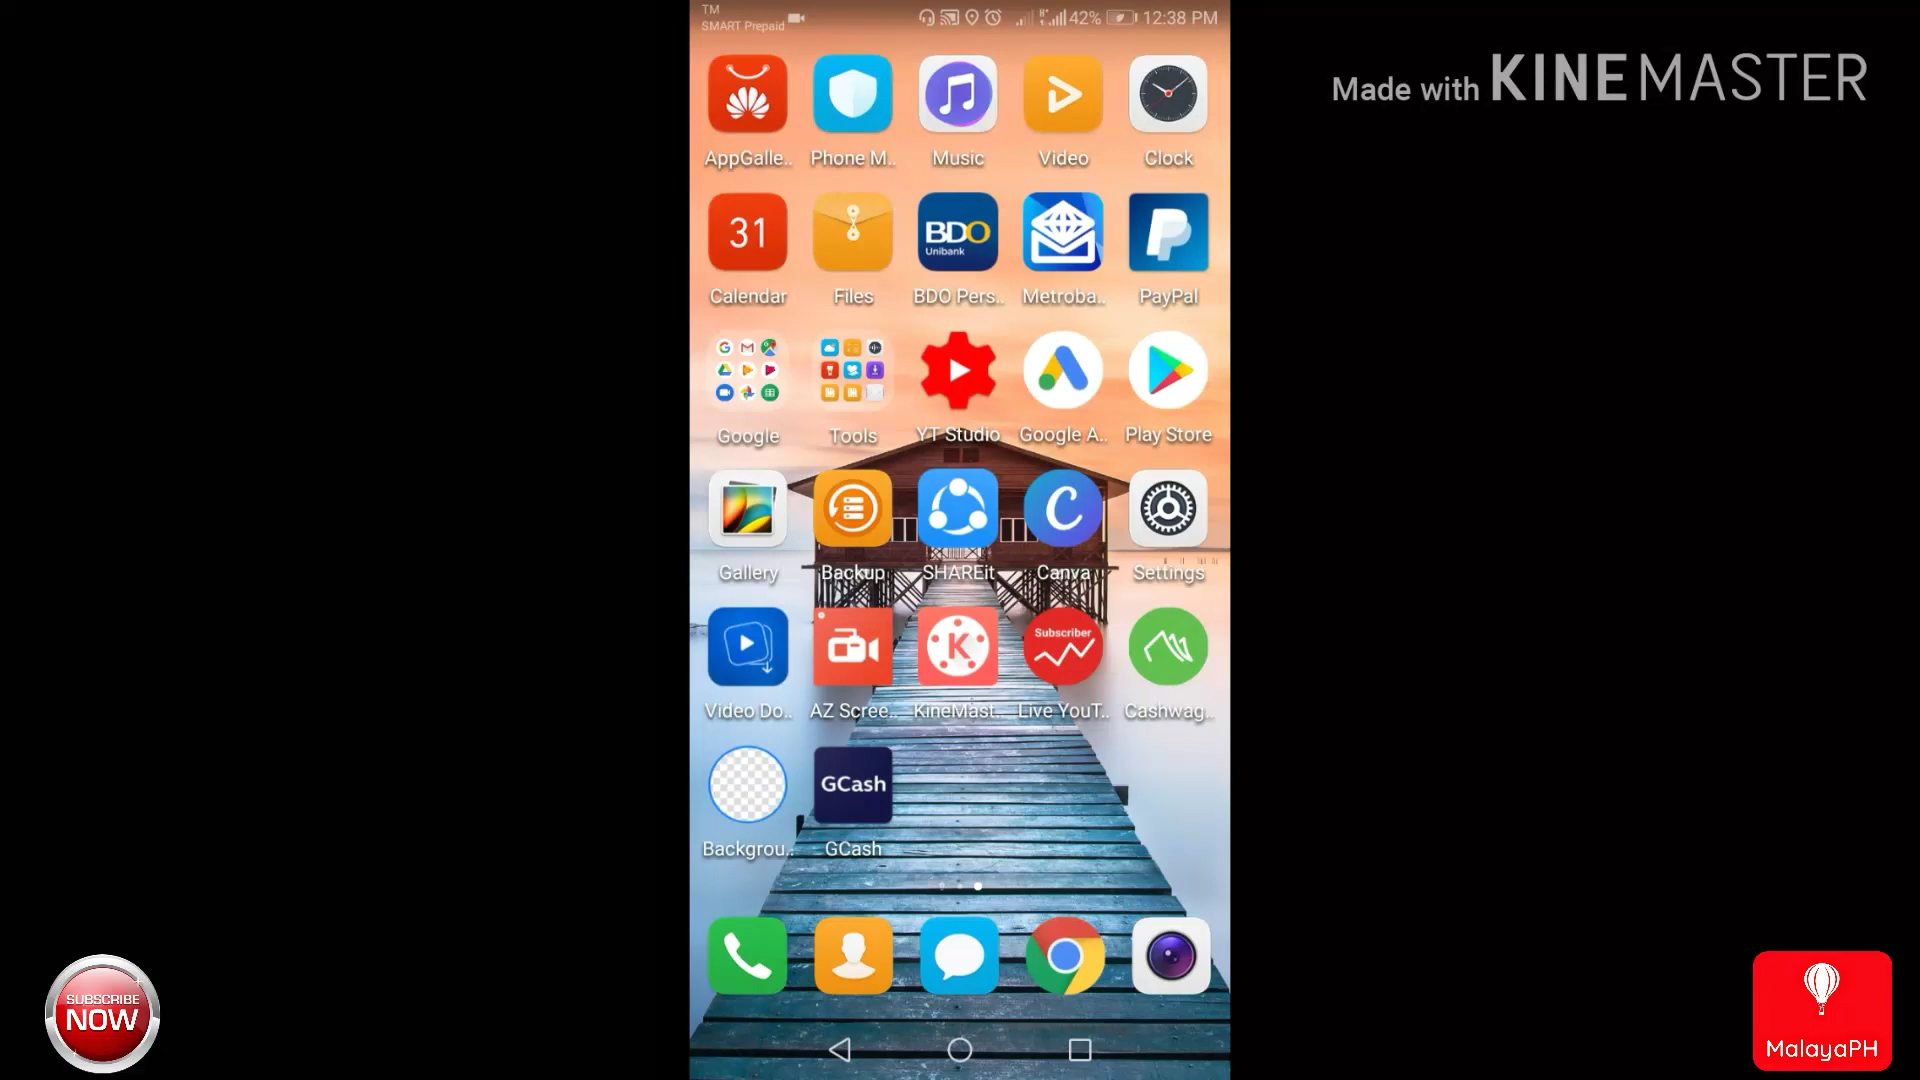 TM
SMART Prepaid
42%
12:38 PM
Made with KINEMASTER
AppGalle..
Phone M..
Music
Video
Clock
31
BDO
Unibank
Calendar
Files
BDO Pers..
Metroba..
PayPal
Google
Tools
YT Studio
Google A..
Play Store
Gallery
Backup
SHAREit
Canva
Settings
Subscriber
Video Do..
AZ Scree..
KineMast..
Live YouT..
Cashwag..
GCash
Backgrou..
GCash
SUBSCRIBE
NOW
MalayaPH